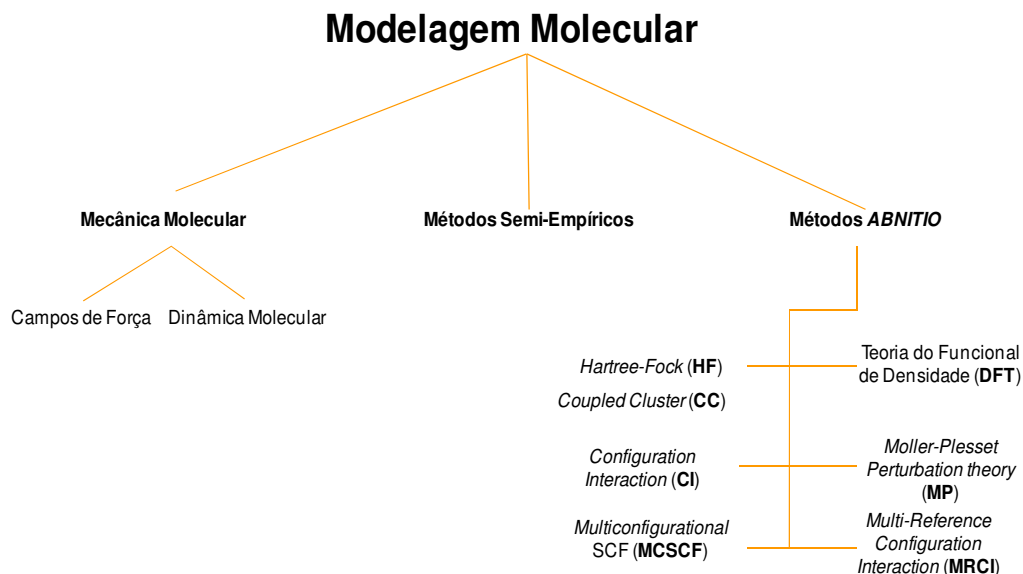 Modelagem Molecular
Mecânica Molecular
Métodos Semi-Empíricos
Métodos ABNITIO
Campos de Força
Dinâmica Molecular
Hartree-Fock (HF)
Coupled Cluster (CC)
Teoria do Funcional
de Densidade (DFT)
Configuration
Interaction (CI)
Moller-Plesset
Perturbation theory
(MP)
Multiconfigurational
SCF (MCSCF)
Multi-Reference
Configuration
Interaction (MRCI)